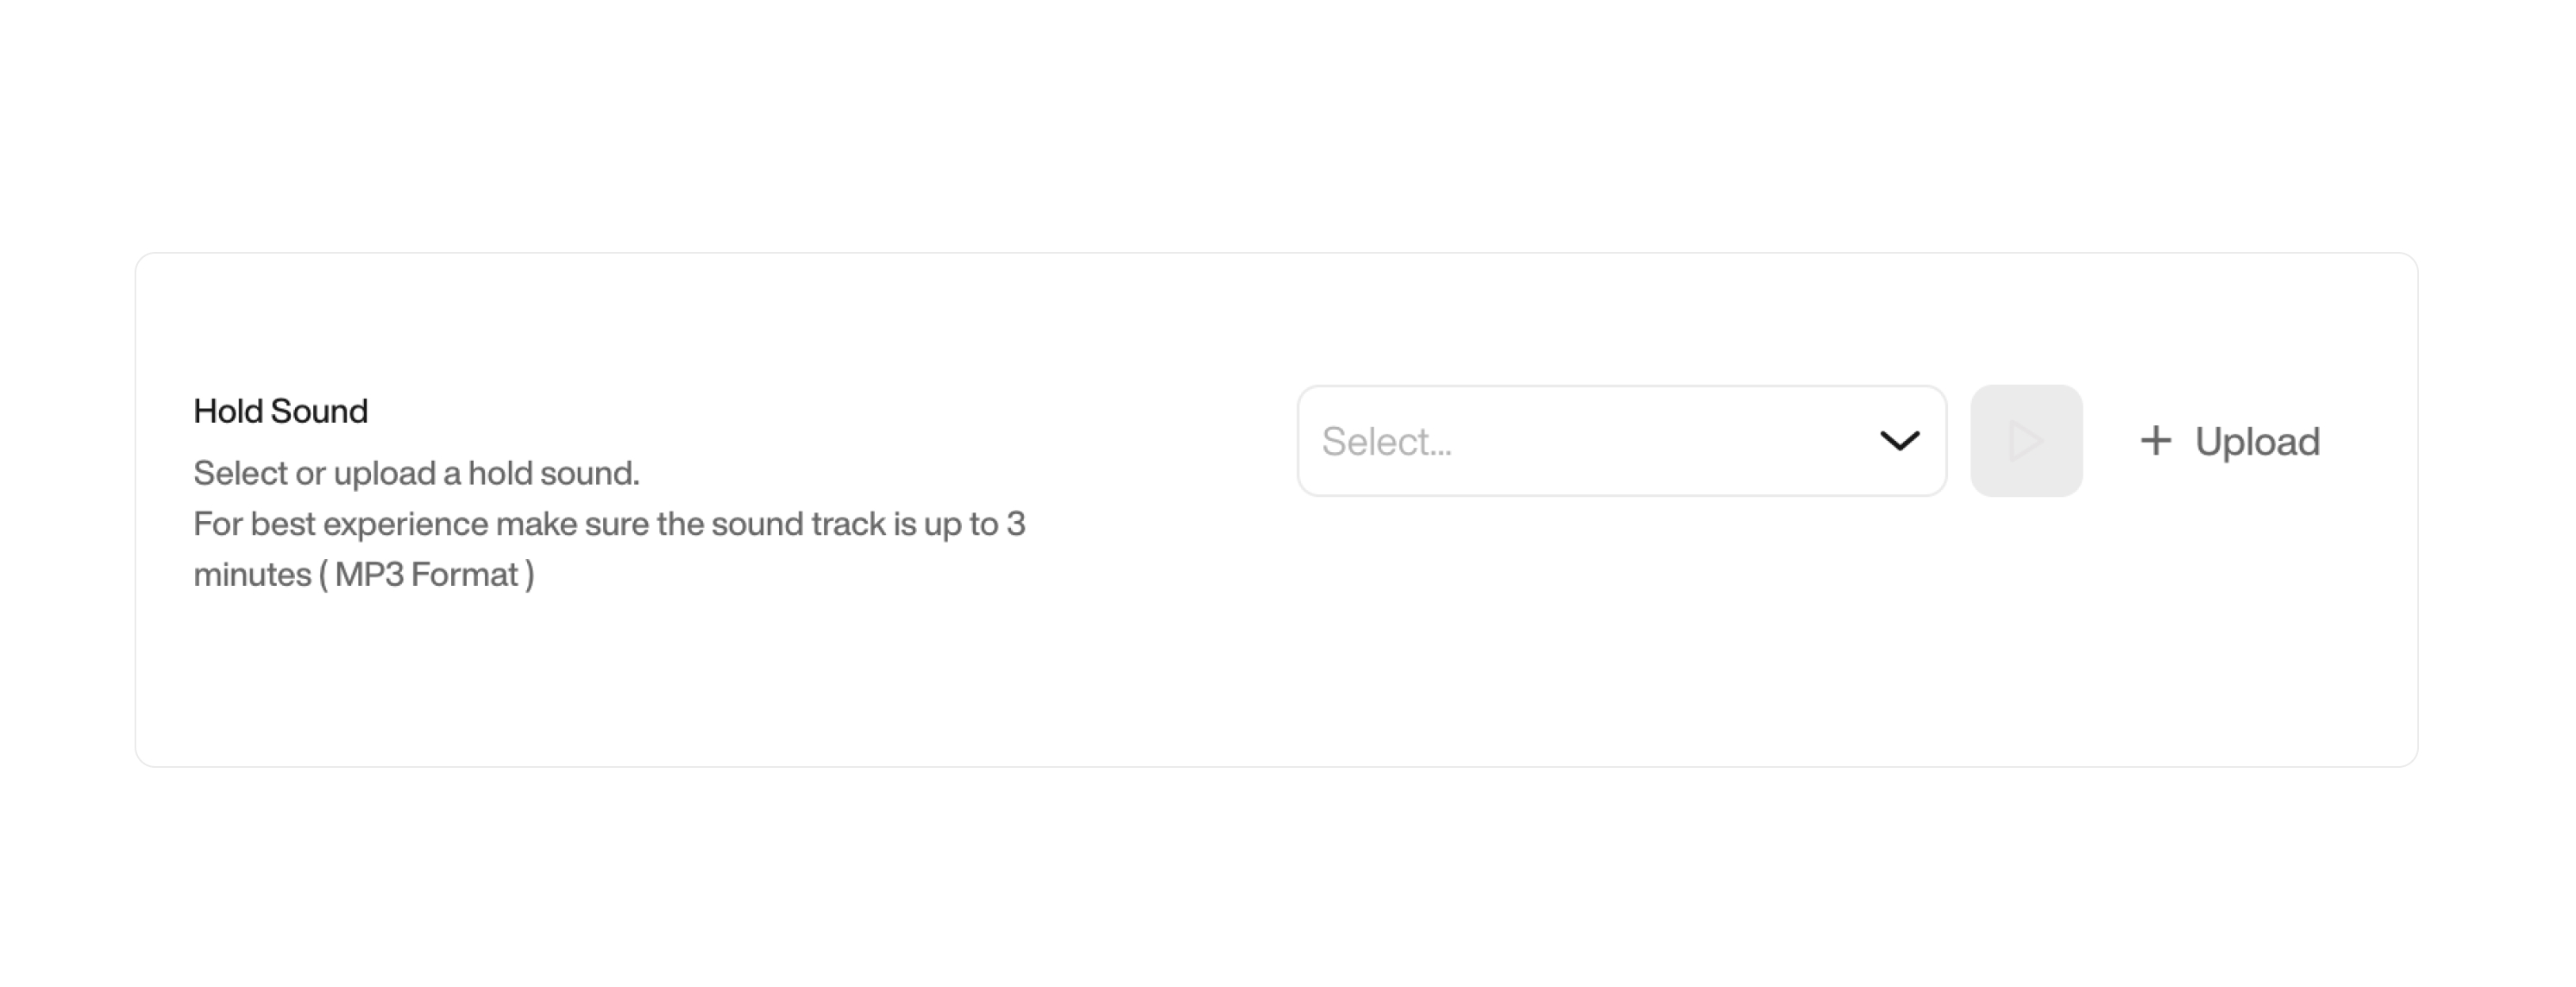 Hold Sound
Select or upload a hold sound.
For best experience make sure the sound track is up to 3
minutes ( MP3 Format )
Select...
+ Upload